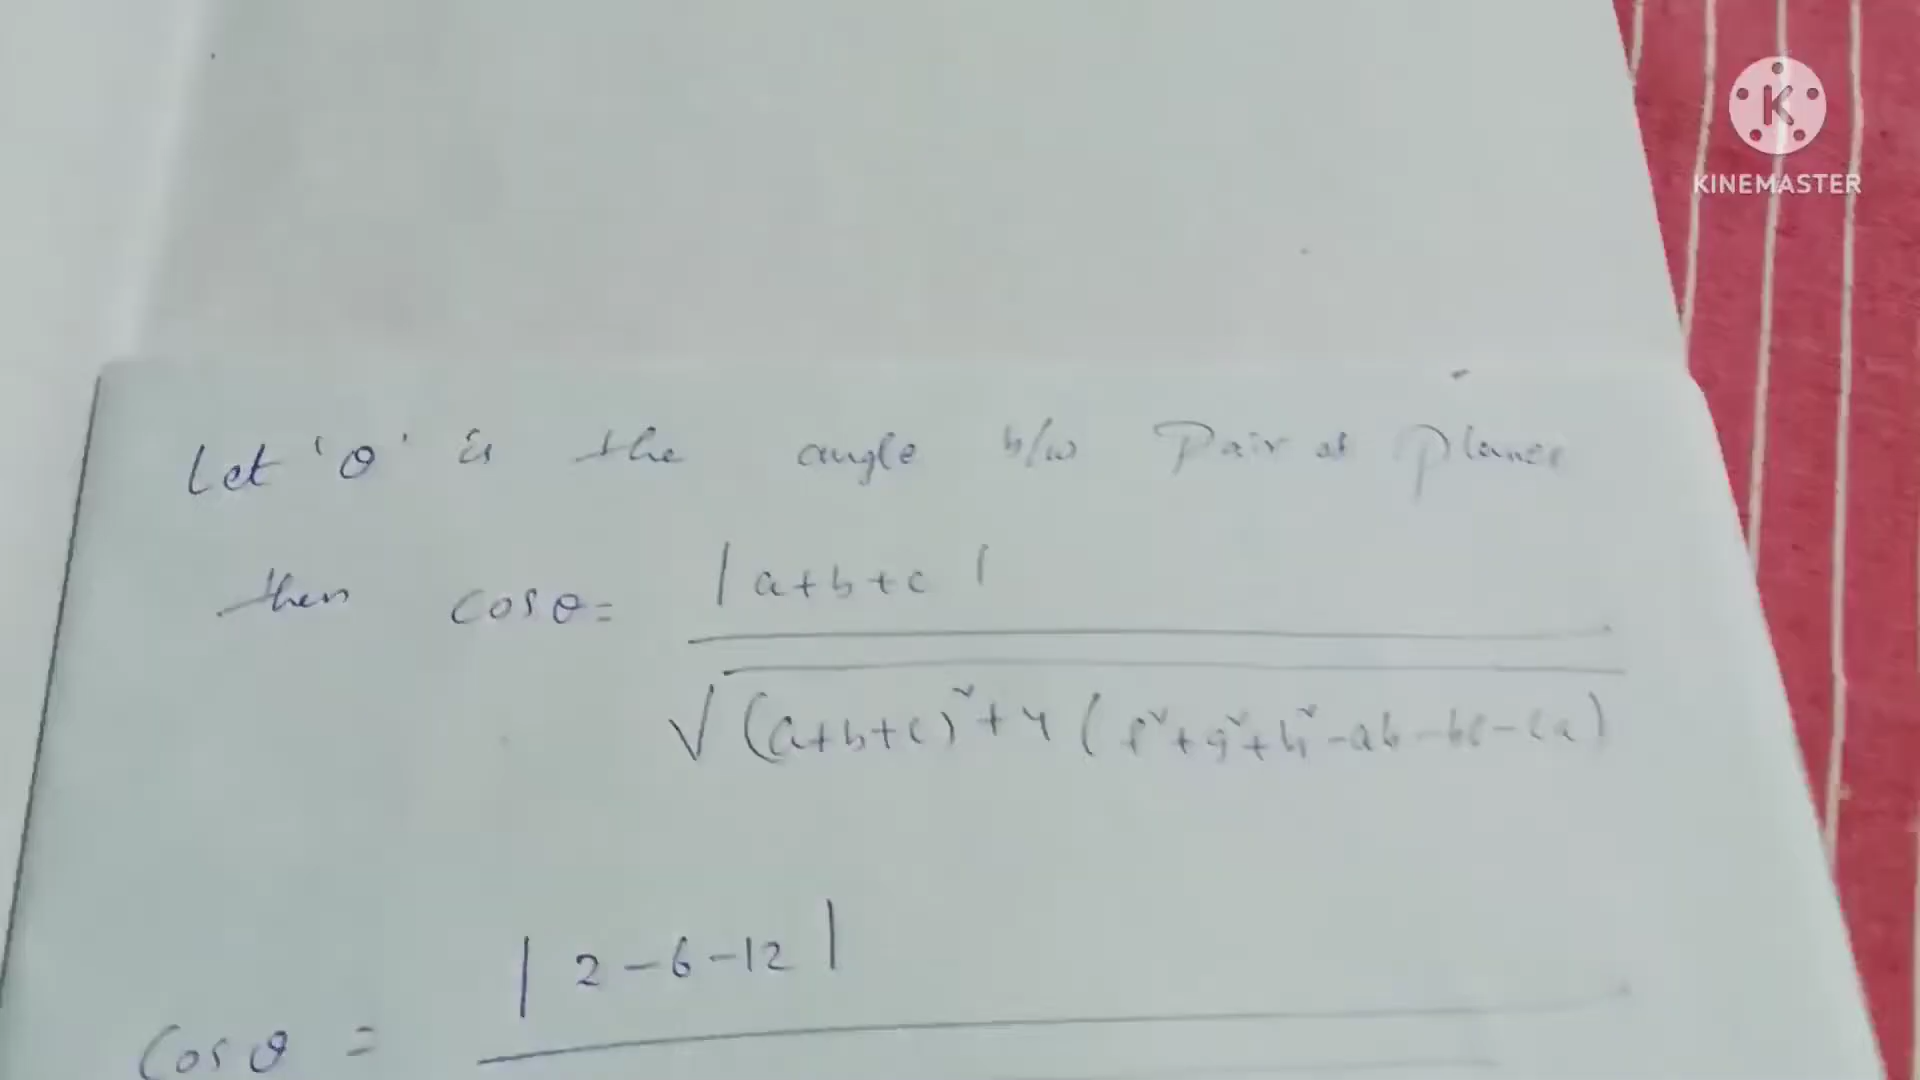 KINEMASTER
Let 'θ' is the angle b/w Pair of planes
then cosθ = |a+b+c| / √(a+b+c)²+4(f²+g²+h²-ab-bc-ca)
Cosθ = |2-6-12|